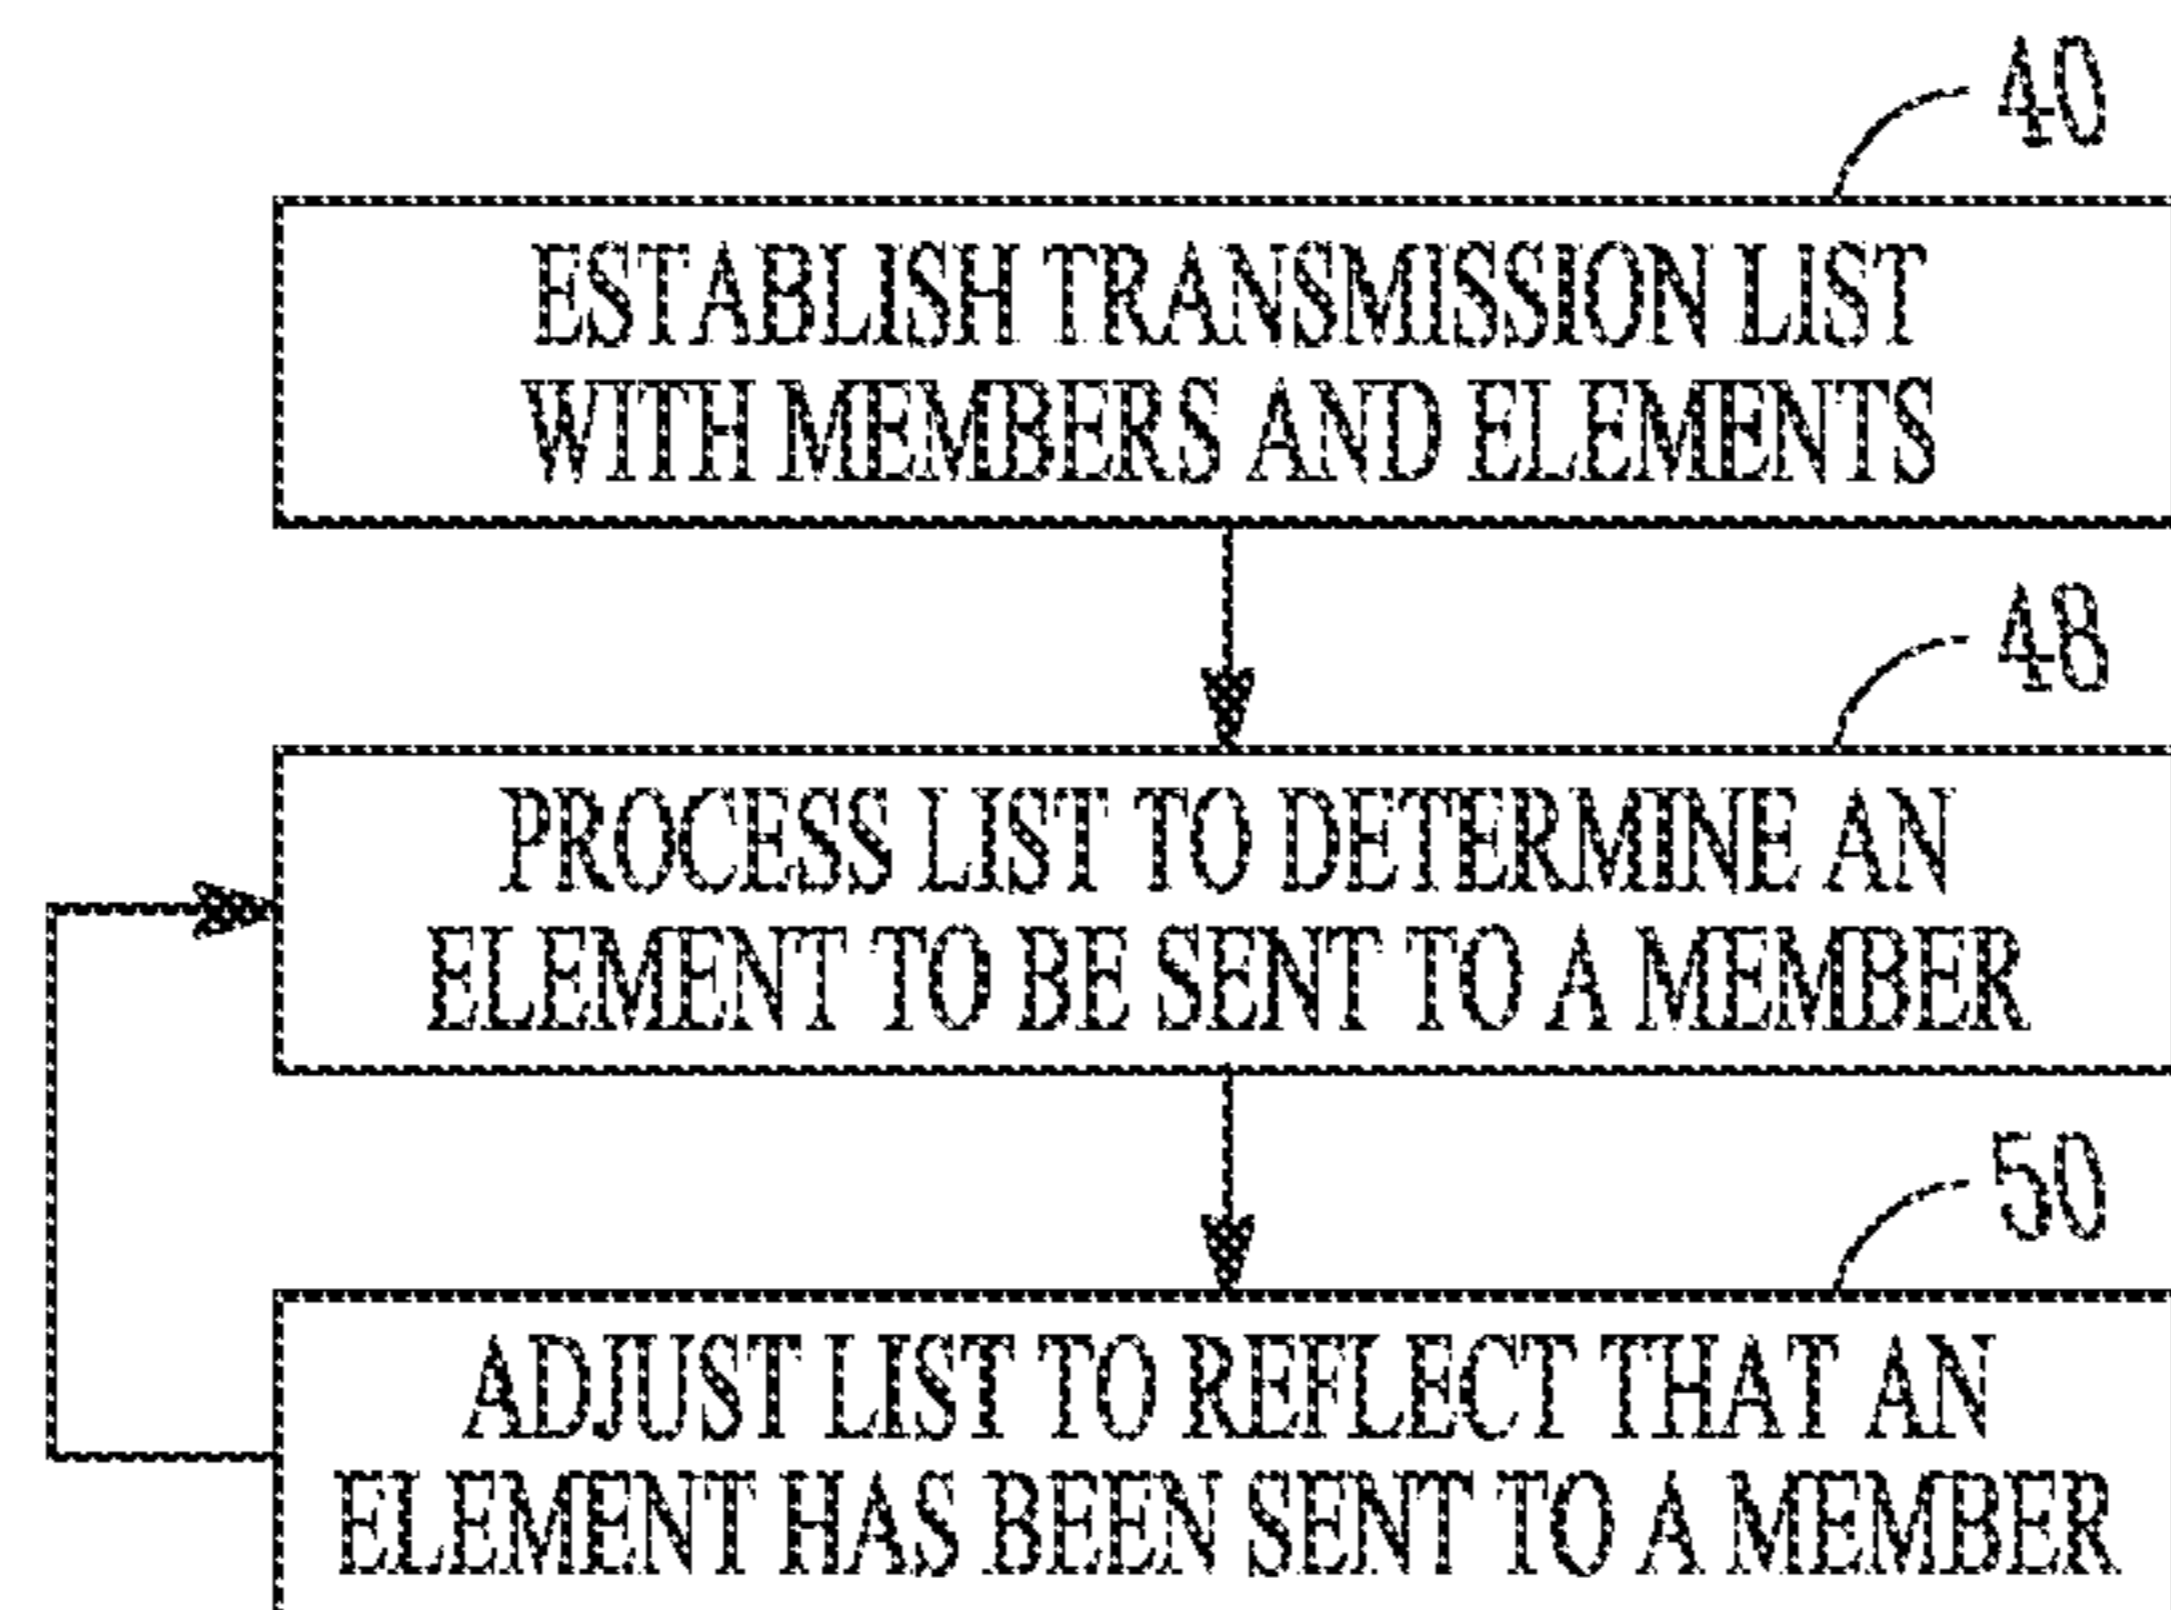 40
ESTABLISH TRANSMISSION LIST
WITH MEMBERS AND ELEMENTS
48
PROCESS LIST TO DETERMINE AN
ELEMENT TO BE SENT TO A MEMBER
50
ADJUST LIST TO REFLECT THAT AN
ELEMENT HAS BEEN SENT TO A MEMBER